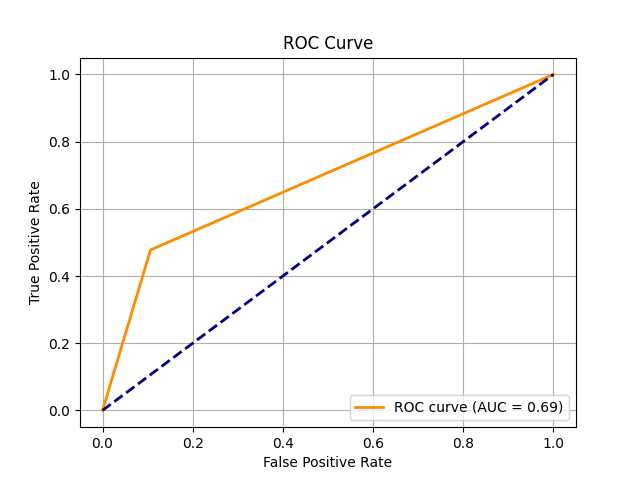 ROC Curve
True Positive Rate
1.0
0.8
0.6
0.4
0.2
0.0
ROC curve (AUC = 0.69)
0.0 0.2 0.4 0.6 0.8 1.0
False Positive Rate